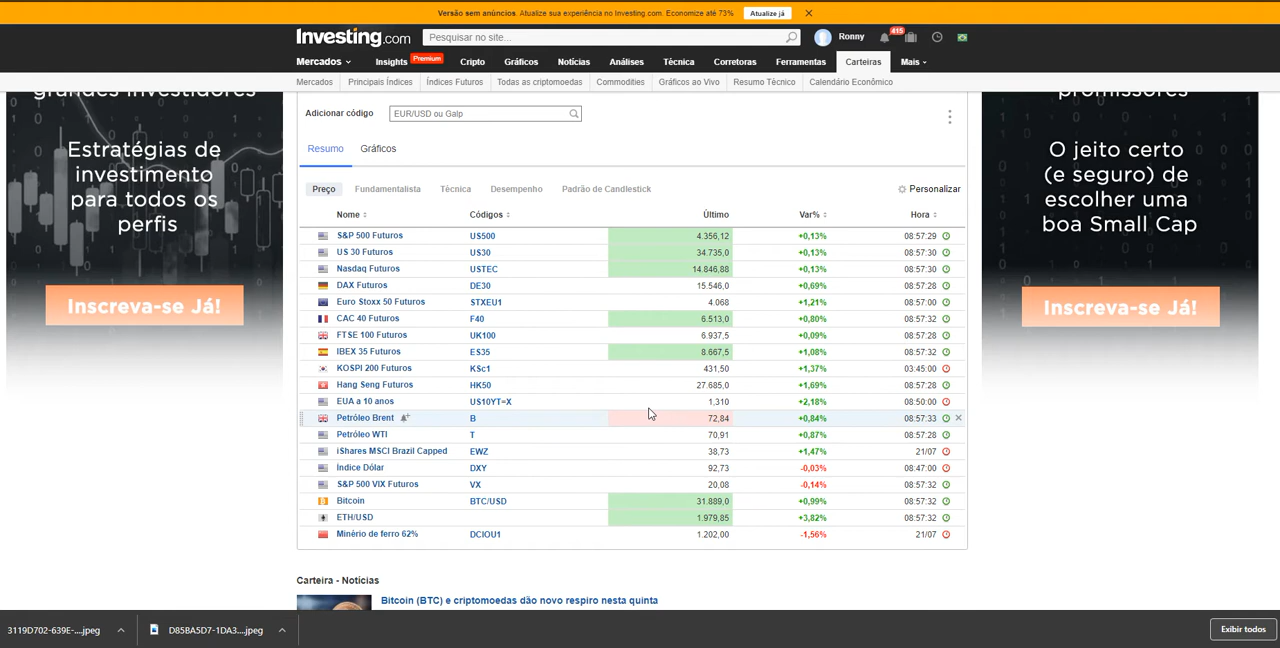 Versão sem anúncios. Atualize sua experiência no Investing.com. Economize até 73% Atualize já
Investing.com Pesquisar no site... Ronny 415
Mercados Insights Premium Cripto Gráficos Notícias Análises Técnica Corretoras Ferramentas Carteiras Mais
Mercados Principais Índices Índices Futuros Todas as criptomoedas Commodities Gráficos ao Vivo Resumo Técnico Calendário Econômico
grandes investidores
Estratégias de
investimento
para todos os
perfis
Inscreva-se Já!
Adicionar código EUR/USD ou Galp
Resumo Gráficos
Preço Fundamentalista Técnica Desempenho Padrão de Candlestick Personalizar
Nome Códigos Último Var% Hora
S&P 500 Futuros US500 4.356,12 +0,13% 08:57:29
US 30 Futuros US30 34.735,0 +0,13% 08:57:30
Nasdaq Futuros USTEC 14.846,88 +0,13% 08:57:30
DAX Futuros DE30 15.546,0 +0,69% 08:57:28
Euro Stoxx 50 Futuros STXEU1 4.068 +1,21% 08:57:00
CAC 40 Futuros F40 6.513,0 +0,80% 08:57:32
FTSE 100 Futuros UK100 6.937,5 +0,09% 08:57:28
IBEX 35 Futuros ES35 8.667,5 +1,08% 08:57:32
KOSPI 200 Futuros KSc1 431,50 +1,37% 03:45:00
Hang Seng Futuros HK50 27.685,0 +1,69% 08:57:28
EUA a 10 anos US10YT=X 1,310 +2,18% 08:50:00
Petróleo Brent B 72,84 +0,84% 08:57:33
Petróleo WTI T 70,91 +0,87% 08:57:28
iShares MSCI Brazil Capped EWZ 38,73 +1,47% 21/07
Índice Dólar DXY 92,73 -0,03% 08:47:00
S&P 500 VIX Futuros VX 20,08 -0,14% 08:57:32
Bitcoin BTC/USD 31.889,0 +0,99% 08:57:32
ETH/USD 1.979,85 +3,82% 08:57:32
Minério de ferro 62% DCIOU1 1.202,00 -1,56% 21/07
promissores
O jeito certo
(e seguro) de
escolher uma
boa Small Cap
Inscreva-se Já!
Carteira - Notícias
Bitcoin (BTC) e criptomoedas dão novo respiro nesta quinta
3119D702-639E-....jpeg D85BA5D7-1DA3....jpeg Exibir todos